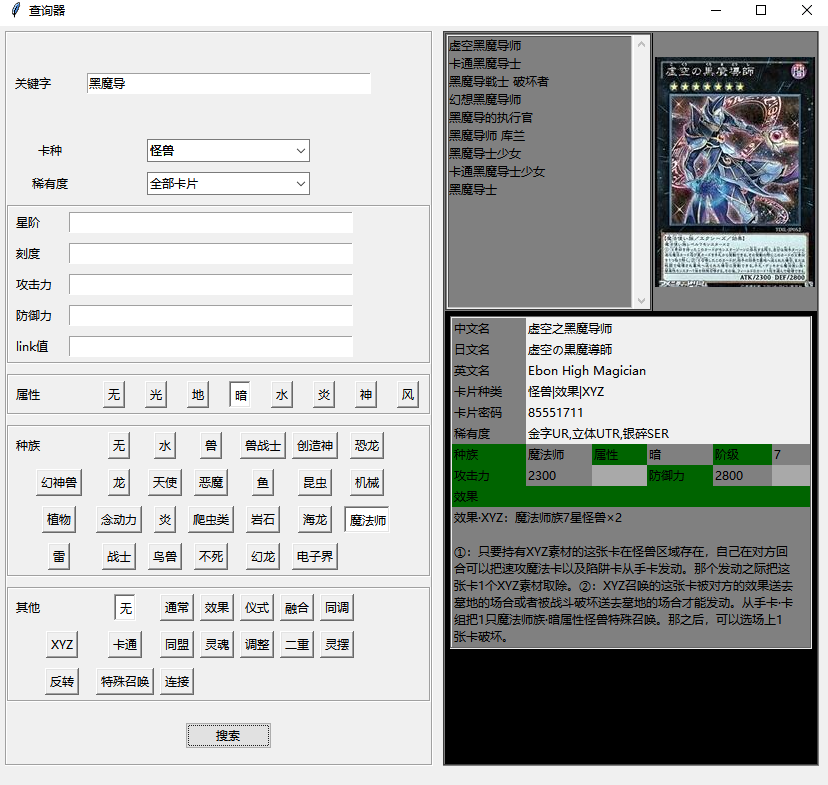 查询器
关键字 黑魔导
卡种 怪兽
稀有度 全部卡片
星阶
刻度
攻击力
防御力
link值
属性 无 光 地 暗 水 炎 神 风
种族 无 水 兽 兽战士 创造神 恐龙
幻神兽 龙 天使 恶魔 鱼 昆虫 机械
植物 念动力 炎 爬虫类 岩石 海龙 魔法师
雷 战士 鸟兽 不死 幻龙 电子界
其他 无 通常 效果 仪式 融合 同调
XYZ 卡通 同盟 灵魂 调整 二重 灵摆
反转 特殊召唤 连接
搜索
虚空黑魔导师
卡通黑魔导士
黑魔导戦士 破坏者
幻想黑魔导师
黑魔导的执行官
黑魔导师 库兰
黑魔导士少女
卡通黑魔导士少女
黑魔导士
虚空の黒魔導師
YDIL-JP052
ATK/2300 DEF/2800
中文名 虚空之黑魔导师
日文名 虚空の黒魔導師
英文名 Ebon High Magician
卡片种类 怪兽|效果|XYZ
卡片密码 85551711
稀有度 金字UR,立体UTR,银碎SER
种族 魔法师 属性 暗 阶级 7
攻击力 2300 防御力 2800
效果
效果·XYZ：魔法师族7星怪兽×2
①：只要持有XYZ素材的这张卡在怪兽区域存在，自己在对方回
合可以把速攻魔法卡以及陷阱卡从手卡发动。那个发动之际把这
张卡1个XYZ素材取除。②：XYZ召唤的这张卡被对方的效果送去
墓地的场合或者被战斗破坏送去墓地的场合才能发动。从手卡·卡
组把1只魔法师族·暗属性怪兽特殊召唤。那之后，可以选场上1
张卡破坏。